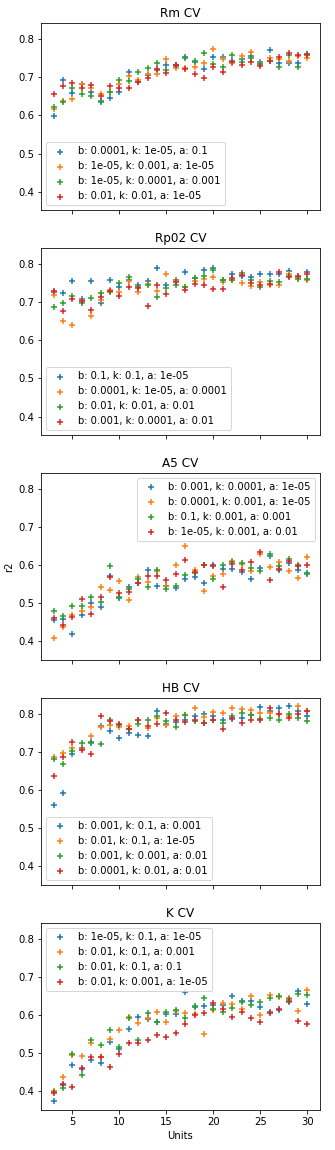 Rm CV
0.8
0.7
0.6
0.5
0.4
b: 0.0001, k: 1e-05, a: 0.1
b: 1e-05, k: 0.001, a: 1e-05
b: 1e-05, k: 0.0001, a: 0.001
b: 0.01, k: 0.01, a: 1e-05
Rp02 CV
0.8
0.7
0.6
0.5
0.4
b: 0.1, k: 0.1, a: 1e-05
b: 0.0001, k: 1e-05, a: 0.0001
b: 0.01, k: 0.01, a: 0.01
b: 0.001, k: 0.0001, a: 0.01
A5 CV
0.8
0.7
0.6
0.5
0.4
r2
b: 0.001, k: 0.0001, a: 1e-05
b: 0.0001, k: 0.001, a: 1e-05
b: 0.1, k: 0.001, a: 0.001
b: 1e-05, k: 0.001, a: 0.01
HB CV
0.8
0.7
0.6
0.5
0.4
b: 0.001, k: 0.1, a: 0.001
b: 0.01, k: 0.1, a: 1e-05
b: 0.001, k: 0.001, a: 0.01
b: 0.0001, k: 0.01, a: 0.01
K CV
0.8
0.7
0.6
0.5
0.4
b: 1e-05, k: 0.1, a: 1e-05
b: 0.01, k: 0.1, a: 0.001
b: 0.01, k: 0.1, a: 0.1
b: 0.01, k: 0.001, a: 1e-05
5 10 15 20 25 30
Units